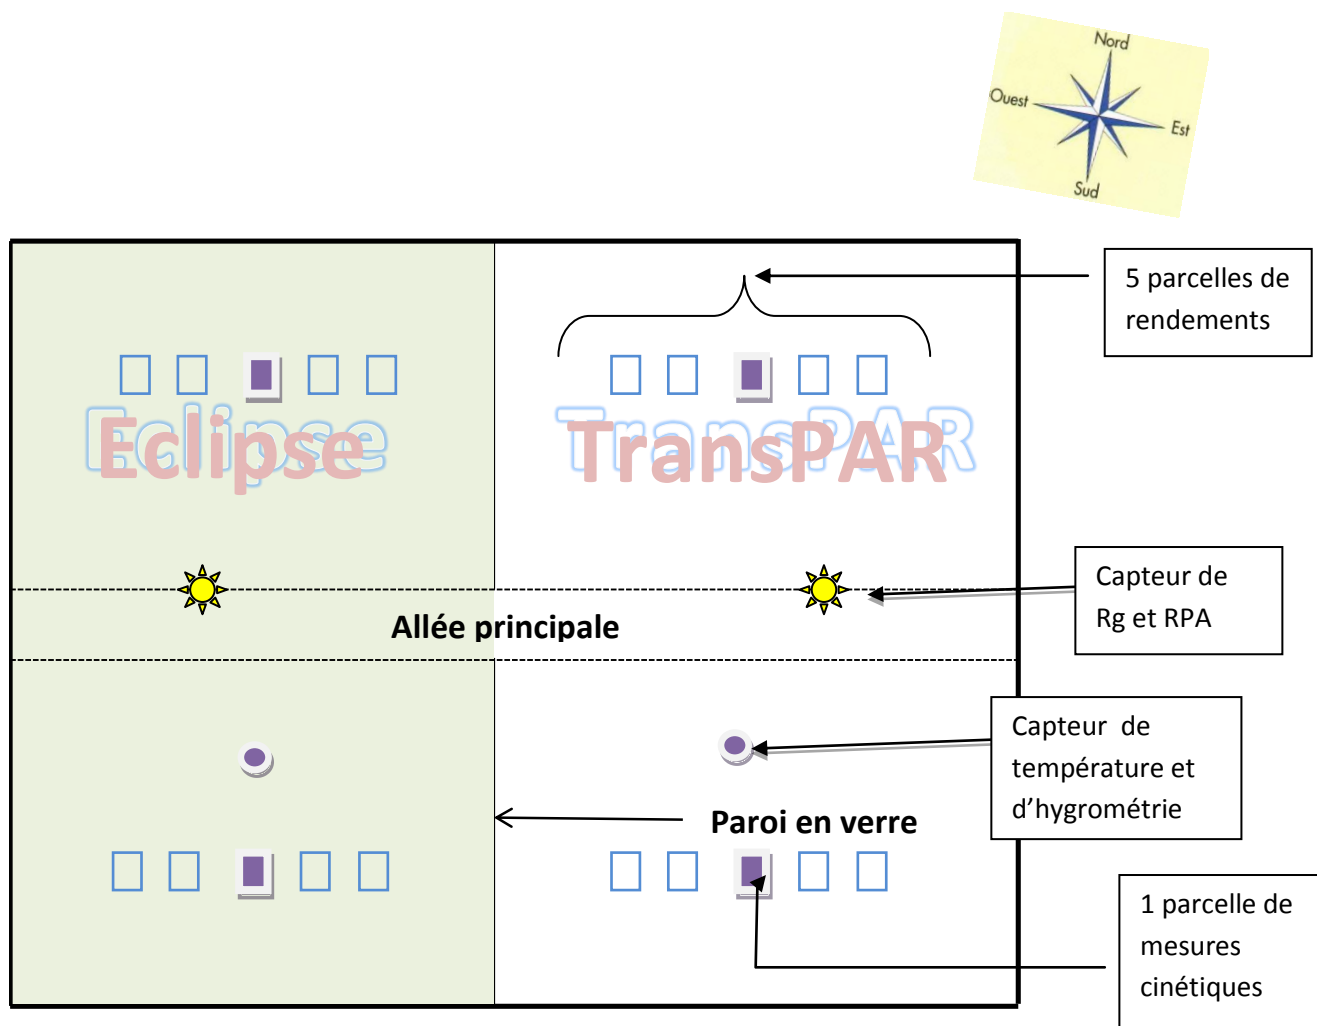 Nord
Ouest
Est
Sud
5 parcelles de
rendements
Eclipse
TransPAR
Capteur de
Rg et RPA
Allée principale
Capteur de
température et
d'hygrométrie
Paroi en verre
1 parcelle de
mesures
cinétiques